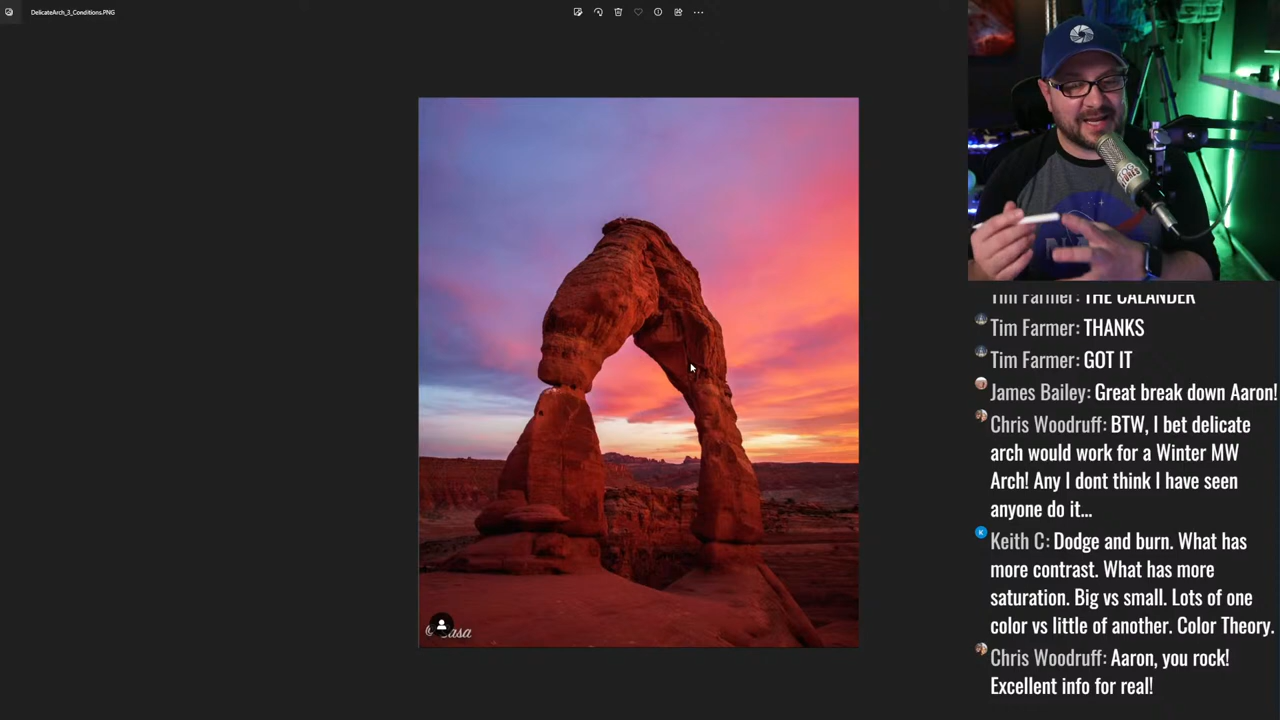 DelicateArch_3_Conditions.PNG
Tim Farmer: THE CALANDER
Tim Farmer: THANKS
Tim Farmer: GOT IT
James Bailey: Great break down Aaron!
Chris Woodruff: BTW, I bet delicate
arch would work for a Winter MW
Arch! Any I dont think I have seen
anyone do it...
K
Keith C: Dodge and burn. What has
more contrast. What has more
saturation. Big vs small. Lots of one
color vs little of another. Color Theory.
Chris Woodruff: Aaron, you rock!
Excellent info for real!